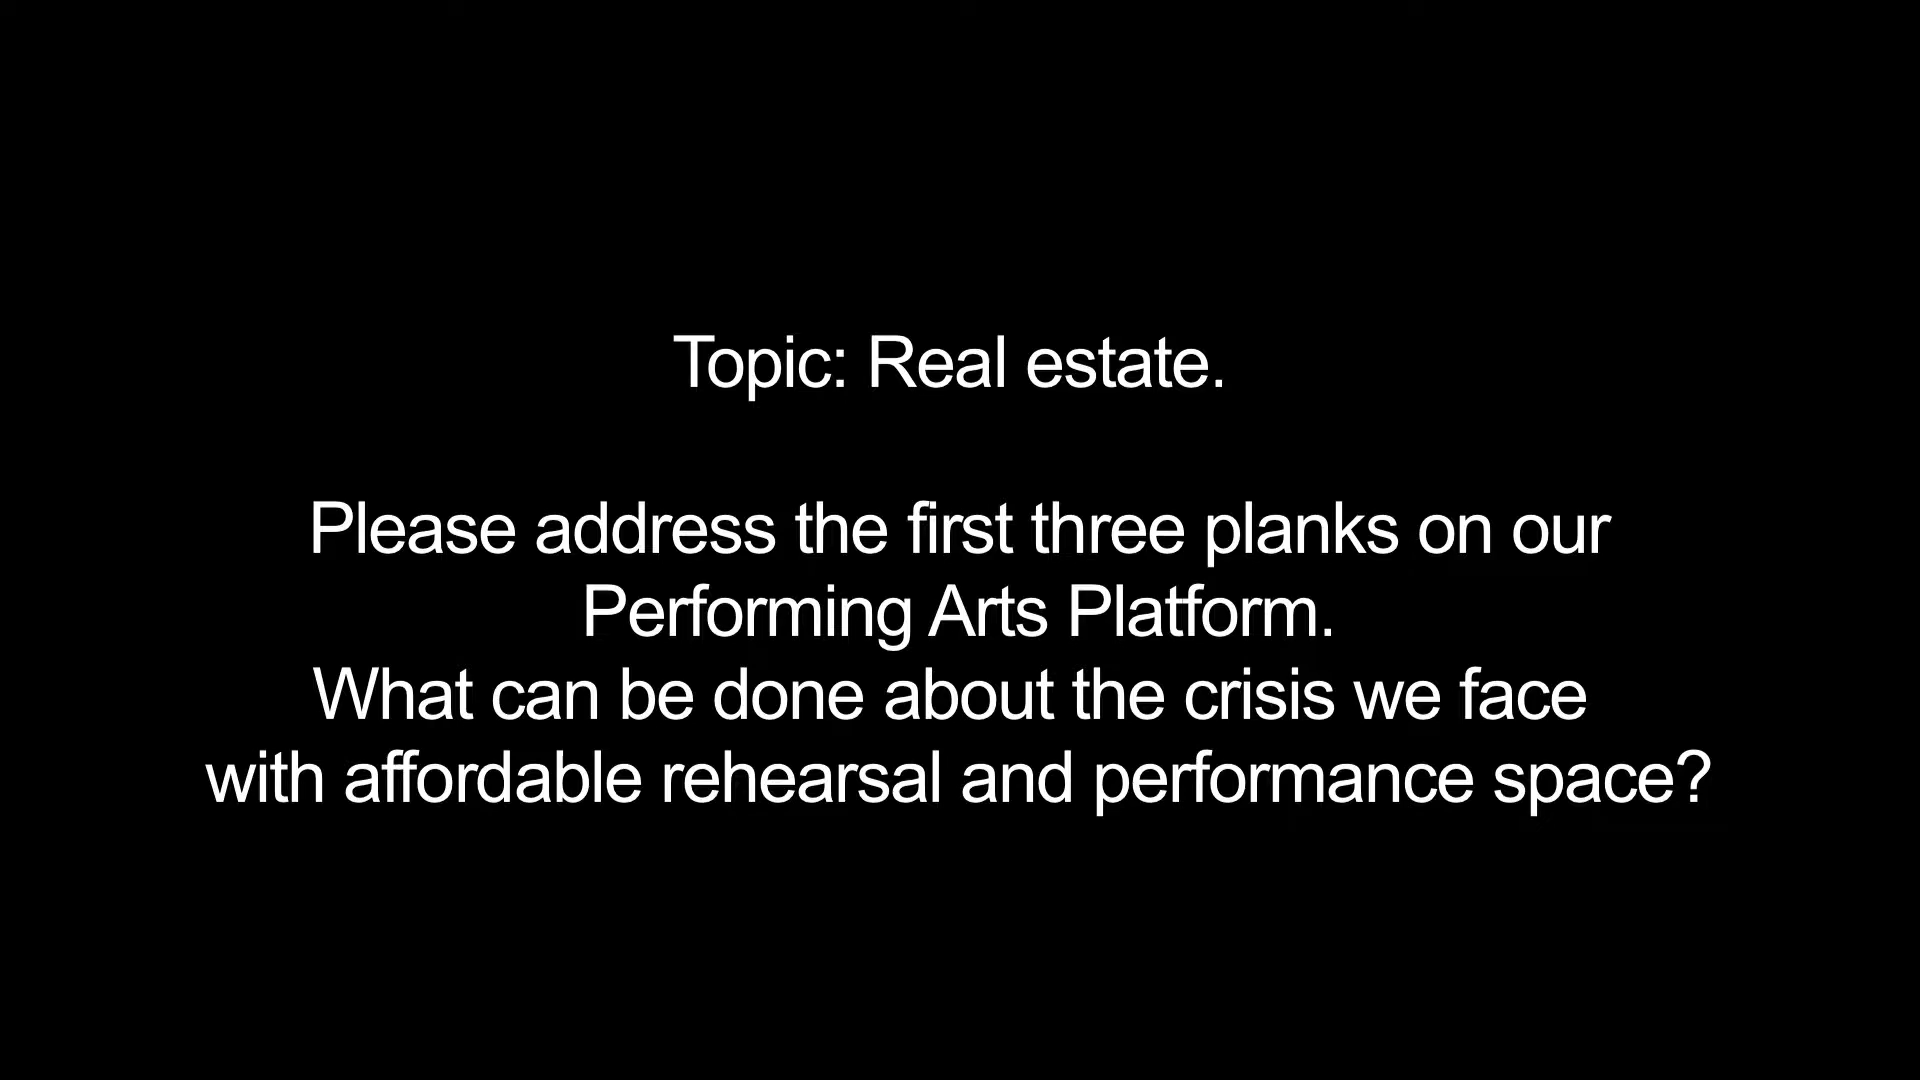 Topic: Real estate.
Please address the first three planks on our
Performing Arts Platform.
What can be done about the crisis we face
with affordable rehearsal and performance space?